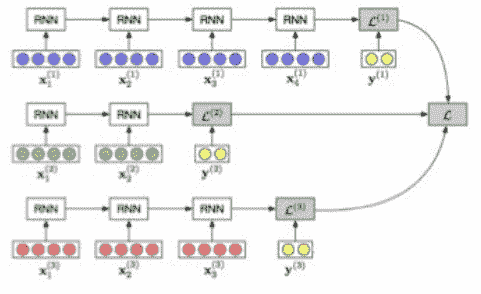 RNN RNN RNN RNN ℒ⁽¹⁾
x₁⁽¹⁾ x₂⁽¹⁾ x₃⁽¹⁾ x₄⁽¹⁾ y⁽¹⁾
RNN RNN ℒ⁽²⁾ ℒ
x₁⁽²⁾ x₂⁽²⁾ y⁽²⁾
RNN RNN RNN ℒ⁽³⁾
x₁⁽³⁾ x₂⁽³⁾ x₃⁽³⁾ y⁽³⁾